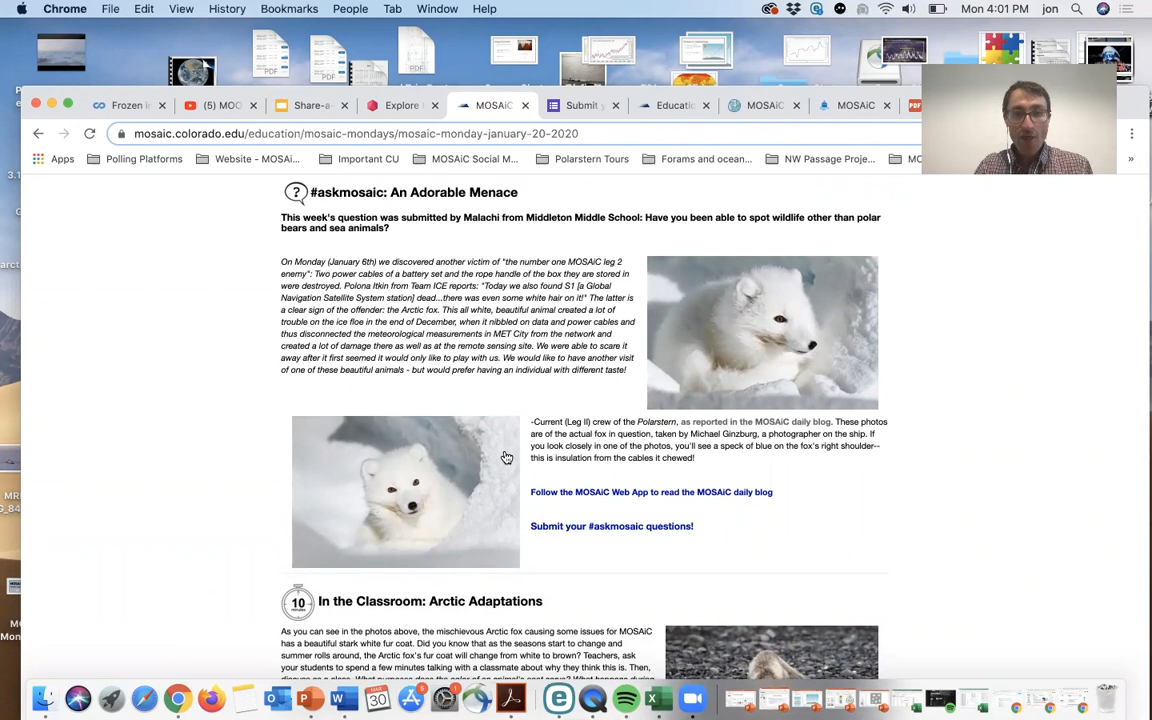 Chrome File Edit View History Bookmarks People Tab Window Help Mon 4:01 PM jon
PDF PDF
Frozen in (5) MOO Share-a- Explore MOSAiC Submit y Educati MOSAiC MOSAiC PDF
mosaic.colorado.edu/education/mosaic-mondays/mosaic-monday-january-20-2020
Apps Polling Platforms Website - MOSAi... Important CU MOSAiC Social M... Polarstern Tours Forams and ocean... NW Passage Proje... MO
? #askmosaic: An Adorable Menace
This week's question was submitted by Malachi from Middleton Middle School: Have you been able to spot wildlife other than polar
bears and sea animals?
On Monday (January 6th) we discovered another victim of "the number one MOSAiC leg 2
enemy": Two power cables of a battery set and the rope handle of the box they are stored in
were destroyed. Polona Itkin from Team ICE reports: "Today we also found S1 [a Global
Navigation Satellite System station] dead...there was even some white hair on it!" The latter is
a clear sign of the offender: the Arctic fox. This all white, beautiful animal created a lot of
trouble on the ice floe in the end of December, when it nibbled on data and power cables and
thus disconnected the meteorological measurements in MET City from the network and
created a lot of damage there as well as at the remote sensing site. We were able to scare it
away after it first seemed it would only like to play with us. We would like to have another visit
of one of these beautiful animals - but would prefer having an individual with different taste!
-Current (Leg II) crew of the Polarstern, as reported in the MOSAiC daily blog. These photos
are of the actual fox in question, taken by Michael Ginzburg, a photographer on the ship. If
you look closely in one of the photos, you'll see a speck of blue on the fox's right shoulder--
this is insulation from the cables it chewed!
Follow the MOSAiC Web App to read the MOSAiC daily blog
Submit your #askmosaic questions!
10 In the Classroom: Arctic Adaptations
As you can see in the photos above, the mischievous Arctic fox causing some issues for MOSAiC
has a beautiful stark white fur coat. Did you know that as the seasons start to change and
summer rolls around, the Arctic fox's fur coat will change from white to brown? Teachers, ask
your students to spend a few minutes talking with a classmate about why they think this is. Then,
MAR
30